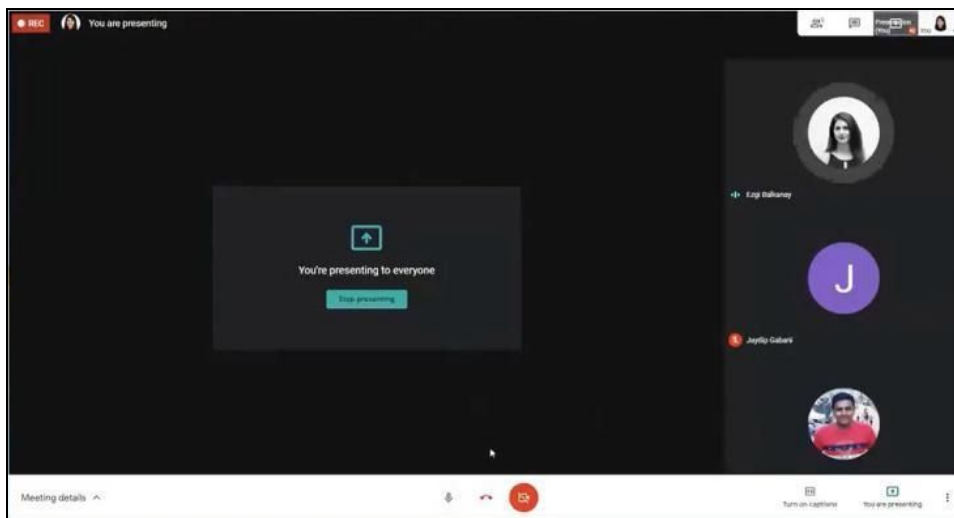 REC
You are presenting
You
Ezgi Balkanay
You're presenting to everyone
Stop presenting
J
Jaydip Gabani
Meeting details
Turn on captions
You are presenting